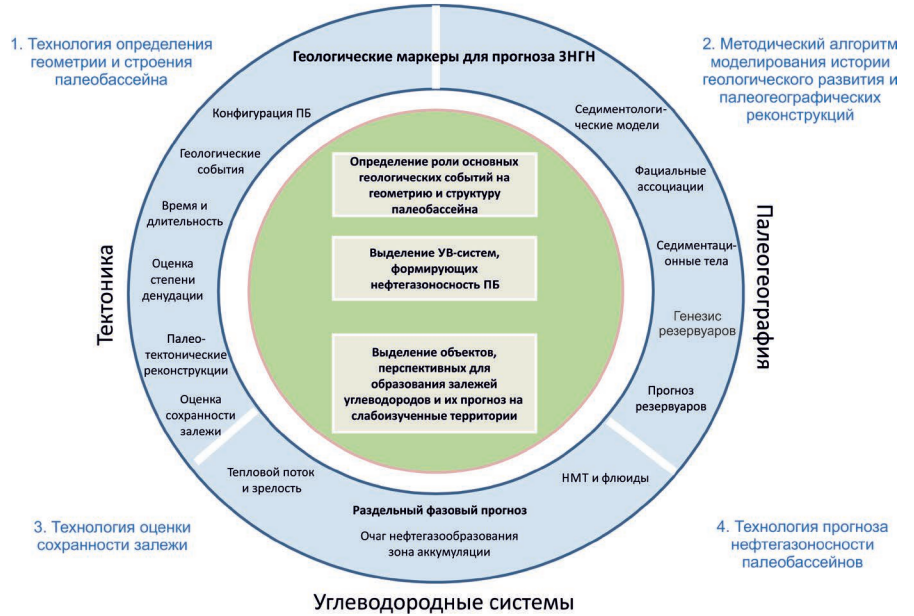 1. Технология определения
геометрии и строения
палеобассейна
2. Методический алгоритм
моделирования истории
геологического развития и
палеогеографических
реконструкций
Геологические маркеры для прогноза ЗНГН
Тектоника
Конфигурация ПБ
Геологические
события
Время и
длительность
Оценка
степени
денудации
Палео-
тектонические
реконструкции
Оценка
сохранности
залежи
Определение роли основных
геологических событий на
геометрию и структуру
палеобассейна
Выделение УВ-систем,
формирующих
нефтегазоносность ПБ
Выделение объектов,
перспективных для
образования залежей
углеводородов и их прогноз на
слабоизученные территории
Седиментологи-
ческие модели
Фациальные
ассоциации
Седиментаци-
онные тела
Генезис
резервуаров
Прогноз
резервуаров
Палеогеография
Тепловой поток
и зрелость
НМТ и флюиды
Раздельный фазовый прогноз
Очаг нефтегазообразования
зона аккумуляции
3. Технология оценки
сохранности залежи
4. Технология прогноза
нефтегазоносности
палеобассейнов
Углеводородные системы